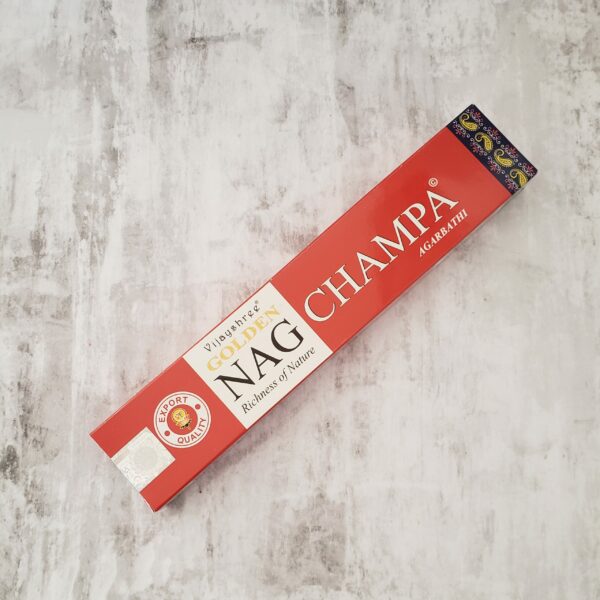 EXPORT
QUALITY
Vijayshree®
GOLDEN
NAG
Richness of Nature
CHAMPA©
AGARBATHI